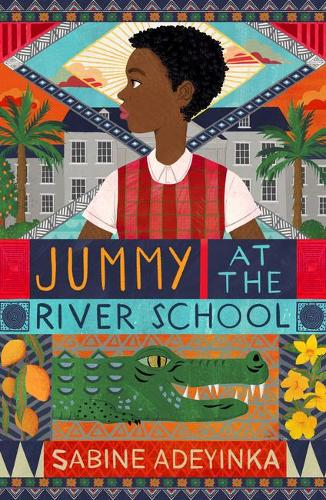 JUMMY AT
THE
RIVER SCHOOL
SABINE ADEYINKA